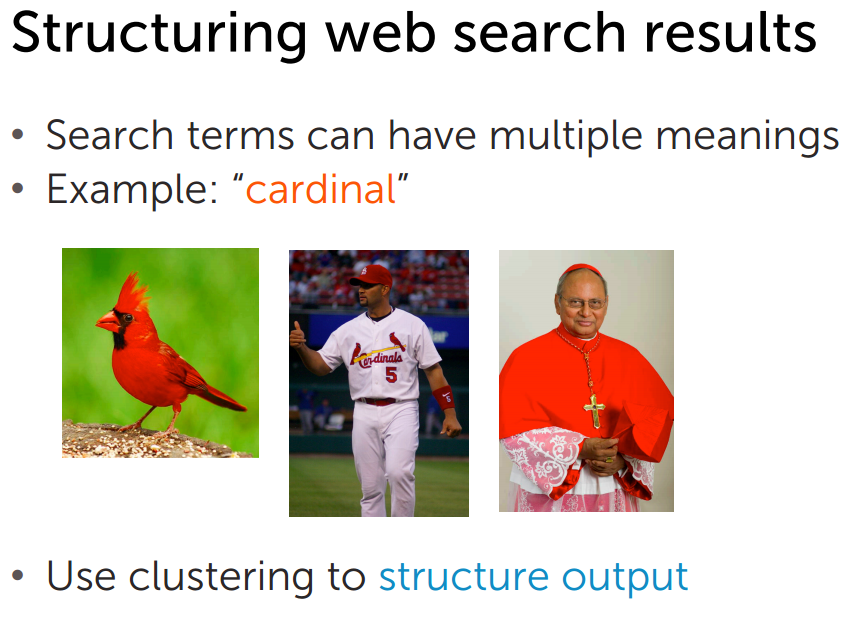 Structuring web search results
• Search terms can have multiple meanings
• Example: “cardinal”
Cardinals
5
• Use clustering to structure output